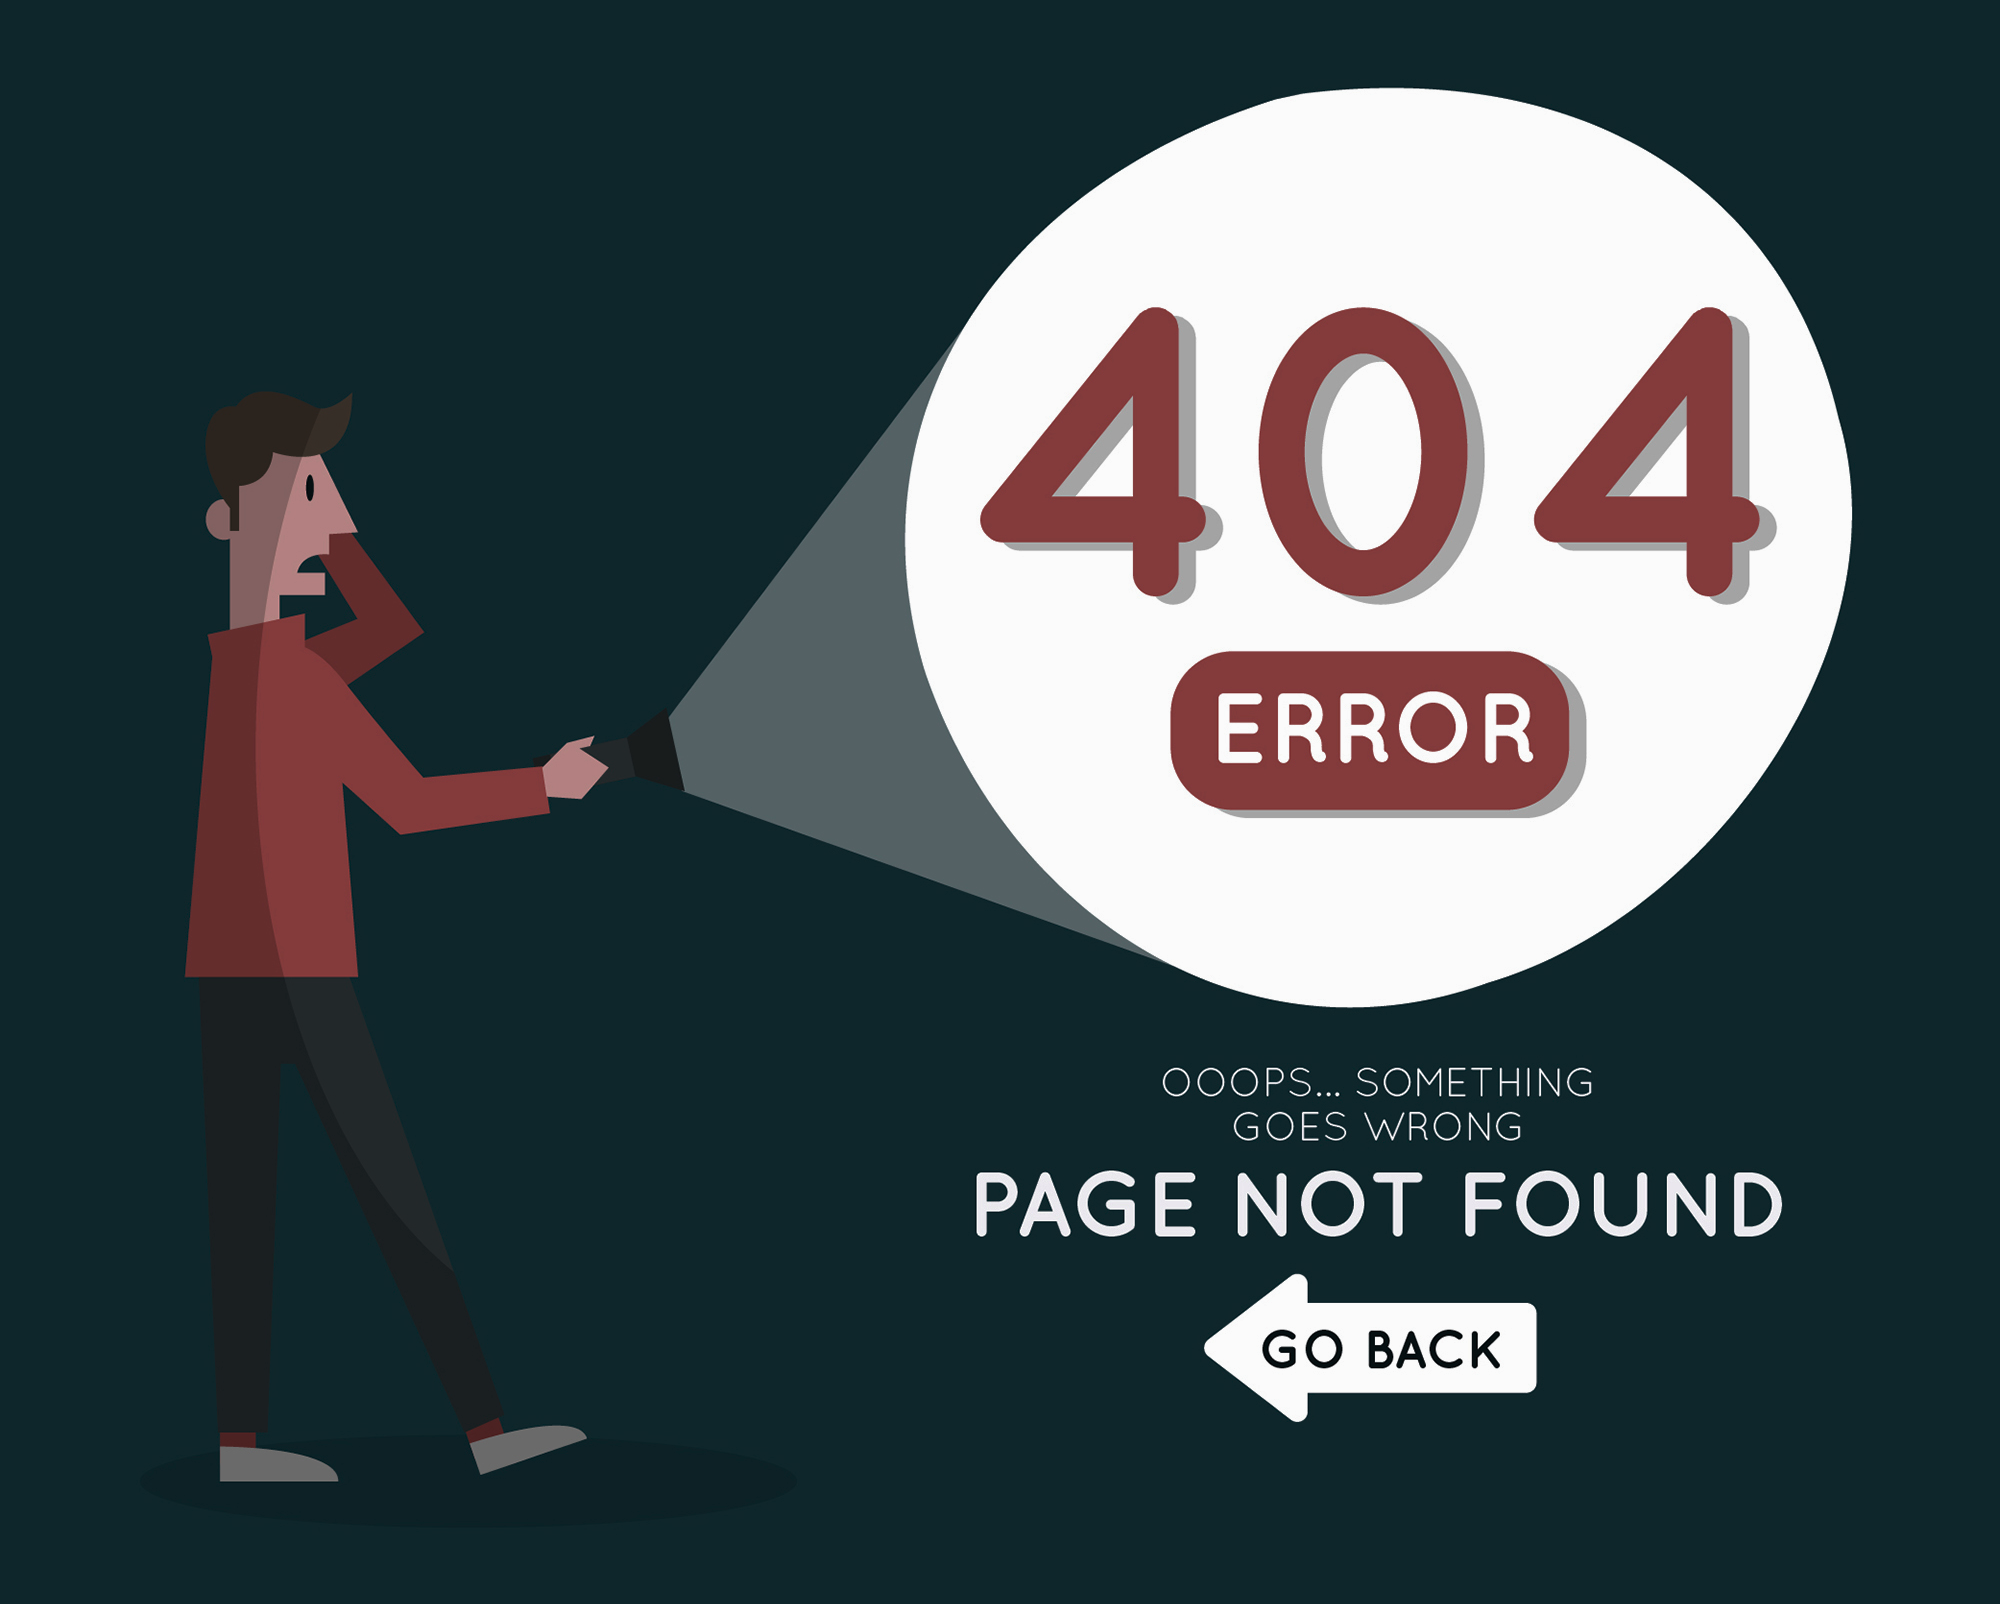 404
ERROR
OOOPS... SOMETHING
GOES WRONG
PAGE NOT FOUND
GO BACK